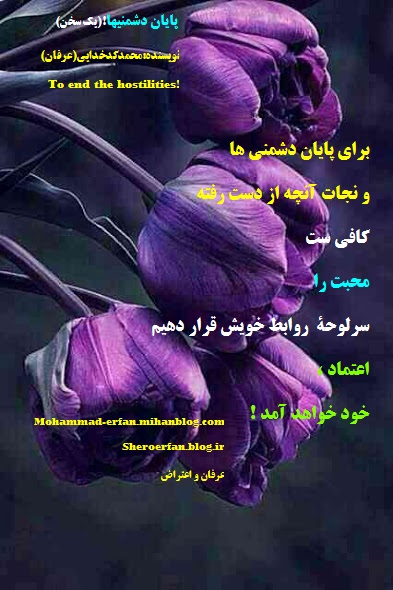 پایان دشمنیها!(یک سخن)
نویسنده:محمدکدخدایی(عرفان)
To end the hostilities!
برای پایان دشمنی ها
و نجات آنچه از دست رفته
کافی ست
محبت را
سرلوحۀ روابط خویش قرار دهیم
اعتماد ،
خود خواهد آمد !
Mohammad-erfan.mihanblog.com
Sheroerfan.blog.ir
عرفان و اعتراض